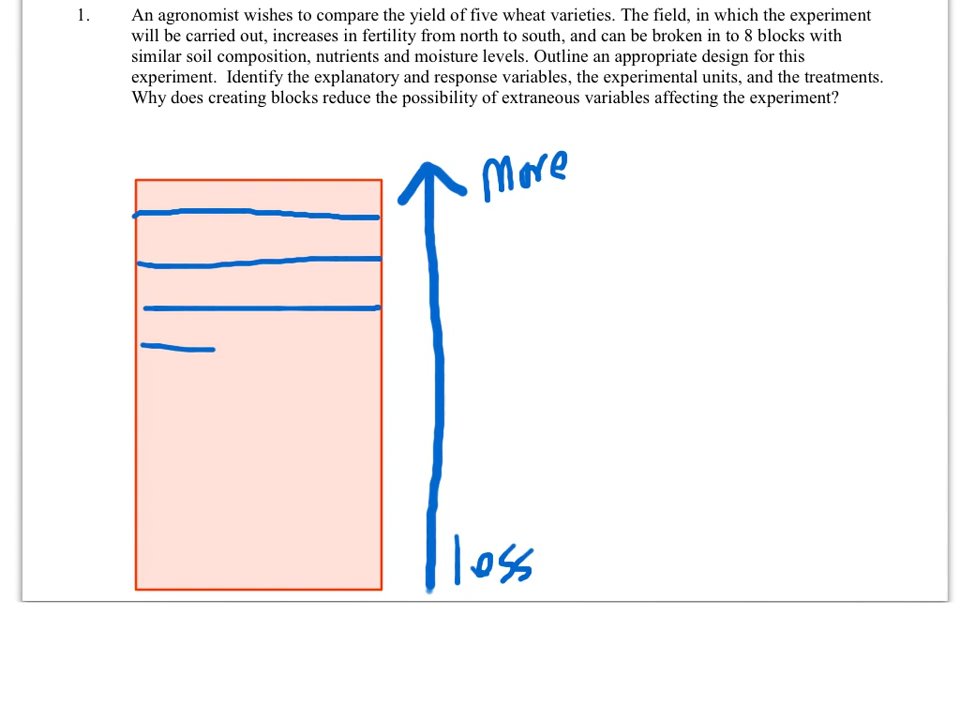 1. An agronomist wishes to compare the yield of five wheat varieties. The field, in which the experiment
will be carried out, increases in fertility from north to south, and can be broken in to 8 blocks with
similar soil composition, nutrients and moisture levels. Outline an appropriate design for this
experiment. Identify the explanatory and response variables, the experimental units, and the treatments.
Why does creating blocks reduce the possibility of extraneous variables affecting the experiment?
More
loss